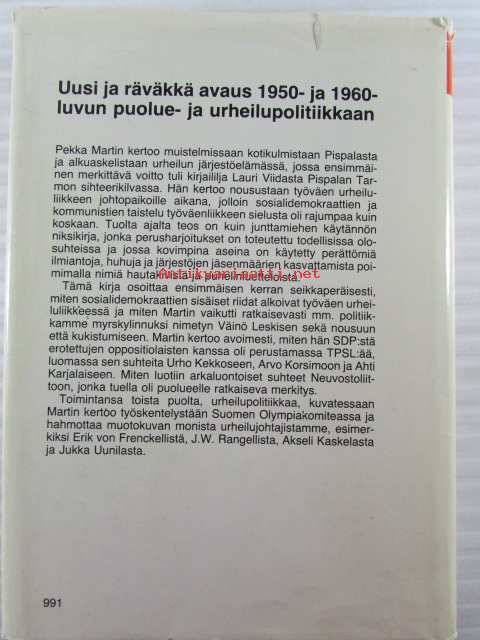 Uusi ja räväkkä avaus 1950- ja 1960-
luvun puolue- ja urheilupolitiikkaan
Pekka Martin kertoo muistelmissaan kotikulmistaan Pispalasta
ja alkuaskelistaan urheilun järjestöelämässä, jossa ensimmäi-
nen merkittävä voitto tuli kirjailija Lauri Viidasta Pispalan Tar-
mon sihteerikilvassa. Hän kertoo nousustaan työväen urheilu-
liikkeen johtopaikoille aikana, jolloin sosialidemokraattien ja
kommunistien taistelu työväenliikkeen sielusta oli rajumpaa kuin
koskaan. Tuolta ajalta teos on kuin junttamiehen käytännön
niksikirja, jonka perusharjoitukset on toteutettu todellisissa olo-
suhteissa ja jossa kovimpina aseina on käytetty perättömiä
ilmiantoja, huhuja ja järjestöjen jäsenmäärien kasvattamista poi-
mimalla nimiä hautakivistä ja puhelinluetteloista.
Antikvariaatti.net
Tämä kirja osoittaa ensimmäisen kerran seikkaperäisesti,
miten sosialidemokraattien sisäiset riidat alkoivat työväen urhei-
luliikkeessä ja miten Martin vaikutti ratkaisevasti mm. politiik-
kamme myrskylinnuksi nimetyn Väinö Leskisen sekä nousuun
että kukistumiseen. Martin kertoo avoimesti, miten hän SDP:stä
erotettujen oppositiolaisten kanssa oli perustamassa TPSL:ää,
luomassa sen suhteita Urho Kekkoseen, Arvo Korsimoon ja Ahti
Karjalaiseen. Miten luotiin arkaluontoiset suhteet Neuvostoliit-
toon, jonka tuella oli puolueelle ratkaiseva merkitys.
Toimintansa toista puolta, urheilupolitiikkaa, kuvatessaan
Martin kertoo työskentelystään Suomen Olympiakomiteassa ja
hahmottaa muotokuvan monista urheilujohtajistamme, esimer-
kiksi Erik von Frenckellistä, J.W. Rangellista, Akseli Kaskelasta
ja Jukka Uunilasta.
991